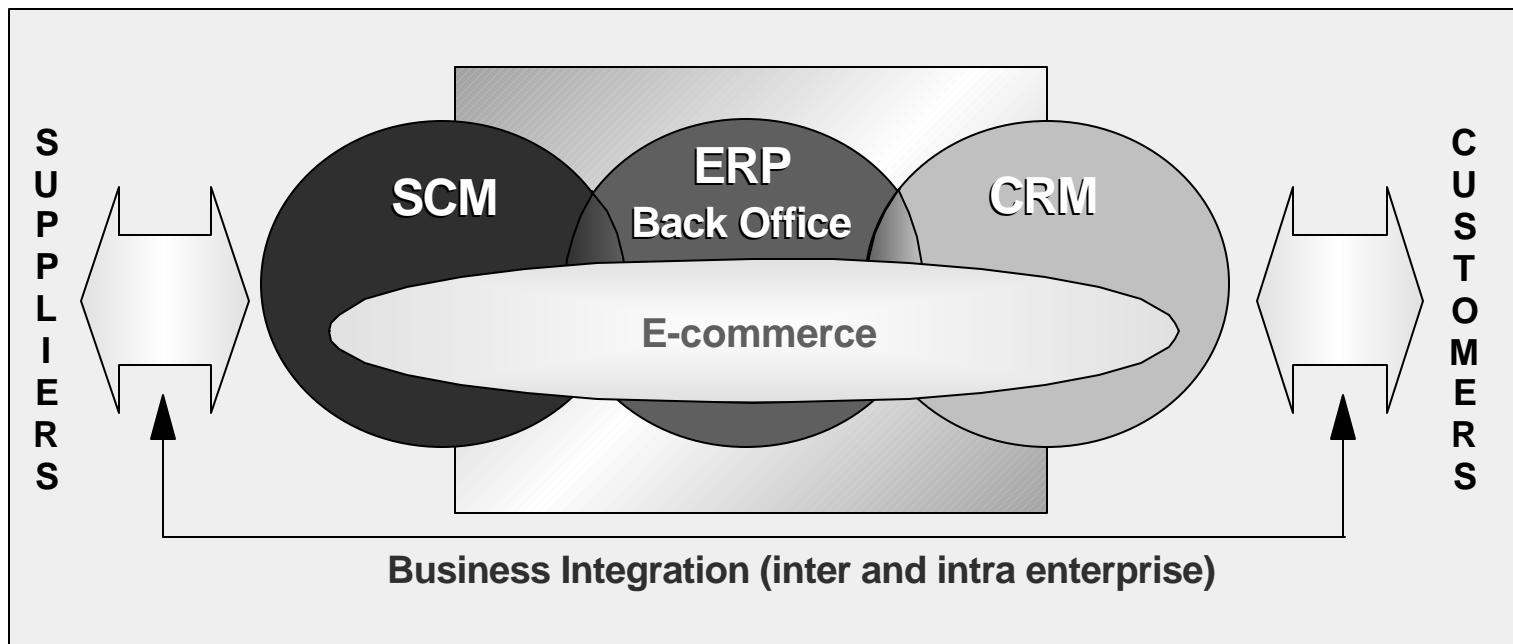 SUPPLIERS
SCM
ERP
Back Office
CRM
E-commerce
CUSTOMERS
Business Integration (inter and intra enterprise)